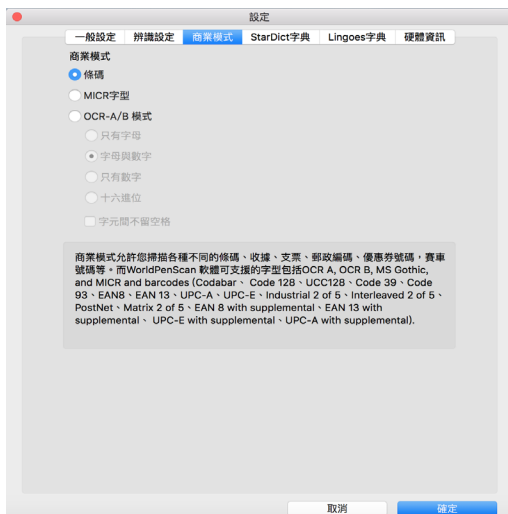 設定
一般設定 辨識設定 商業模式 StarDict字典 Lingoes字典 硬體資訊
商業模式
條碼
MICR字型
OCR-A/B 模式
只有字母
字母與數字
只有數字
十六進位
字元間不留空格
商業模式允許您掃描各種不同的條碼、收據、支票、郵政編碼、優惠券號碼，賽車
號碼等。而WorldPenScan 軟體可支援的字型包括OCR A, OCR B, MS Gothic,
and MICR and barcodes (Codabar、 Code 128、UCC128、Code 39、Code
93、EAN8、EAN 13、UPC-A、UPC-E、Industrial 2 of 5、Interleaved 2 of 5、
PostNet、Matrix 2 of 5、EAN 8 with supplemental、EAN 13 with
supplemental、 UPC-E with supplemental、UPC-A with supplemental).
取消 確定